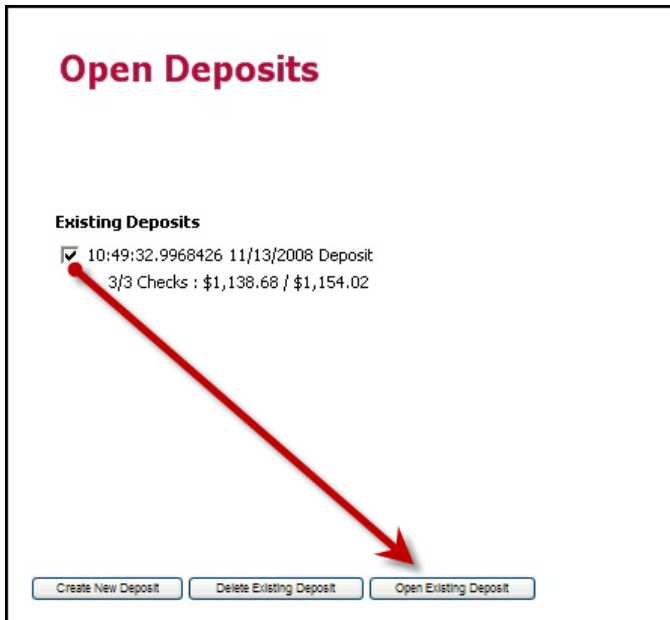 Open Deposits
Existing Deposits
10:49:32.9968426 11/13/2008 Deposit
3/3 Checks : $1,138.68 / $1,154.02
Create New Deposit Delete Existing Deposit Open Existing Deposit